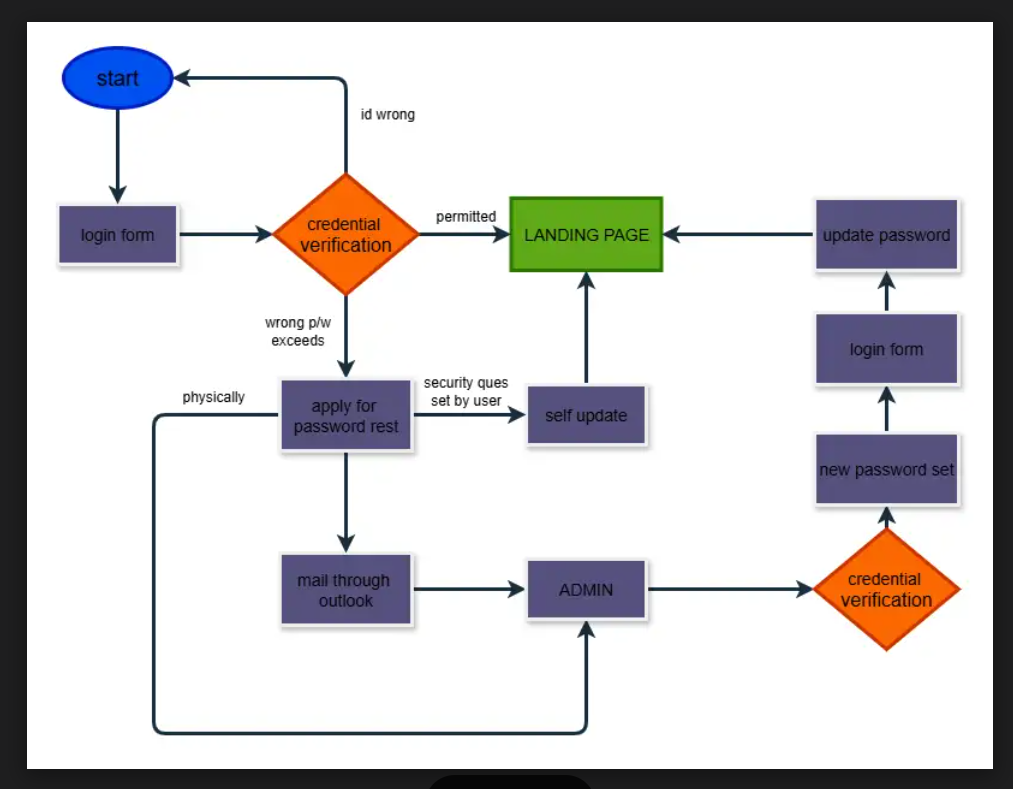 start
id wrong
login form
credential
verification
permitted
LANDING PAGE
update password
wrong p/w
exceeds
login form
physically
apply for
password rest
security ques
set by user
self update
new password set
mail through
outlook
ADMIN
credential
verification